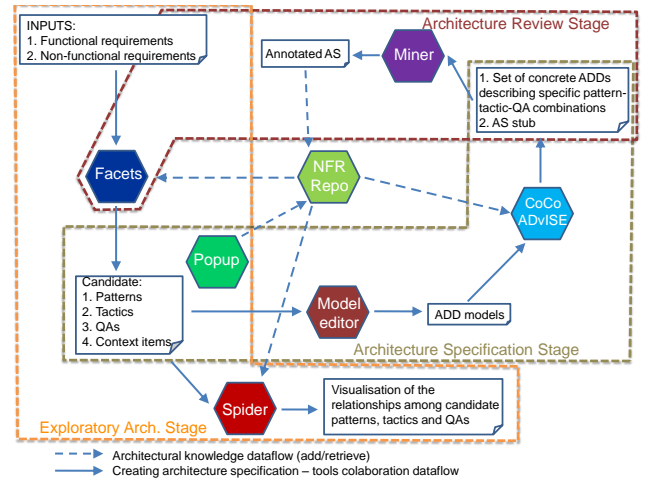 INPUTS:
1. Functional requirements
2. Non-functional requirements
Architecture Review Stage
Annotated AS
Miner
1. Set of concrete ADDs
describing specific pattern-
tactic-QA combinations
2. AS stub
Facets
NFR
Repo
CoCo
ADvISE
Popup
Candidate:
1. Patterns
2. Tactics
3. QAs
4. Context items
Model
editor
ADD models
Architecture Specification Stage
Spider
Visualisation of the
relationships among candidate
patterns, tactics and QAs
Exploratory Arch. Stage
Architectural knowledge dataflow (add/retrieve)
Creating architecture specification – tools colaboration dataflow